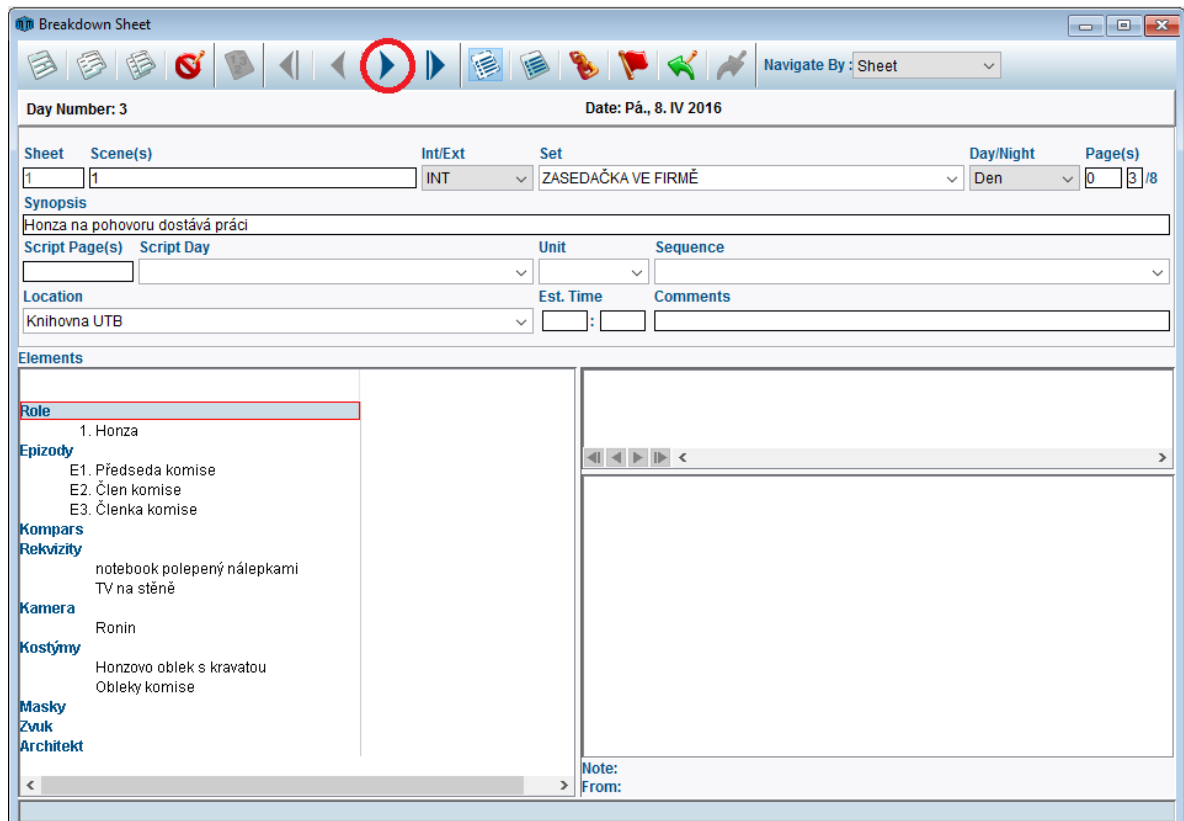 Breakdown Sheet
Navigate By : Sheet
Day Number: 3 Date: Pá., 8. IV 2016
Sheet Scene(s) Int/Ext Set Day/Night Page(s)
1 1 INT ZASEDAČKA VE FIRMĚ Den 0 3 /8
Synopsis
Honza na pohovoru dostává práci
Script Page(s) Script Day Unit Sequence
Location Est. Time Comments
Knihovna UTB :
Elements
Role
1. Honza
Epizody
E1. Předseda komise
E2. Člen komise
E3. Členka komise
Kompars
Rekvizity
notebook polepený nálepkami
TV na stěně
Kamera
Ronin
Kostýmy
Honzovo oblek s kravatou
Obleky komise
Masky
Zvuk
Architekt
Note:
From: